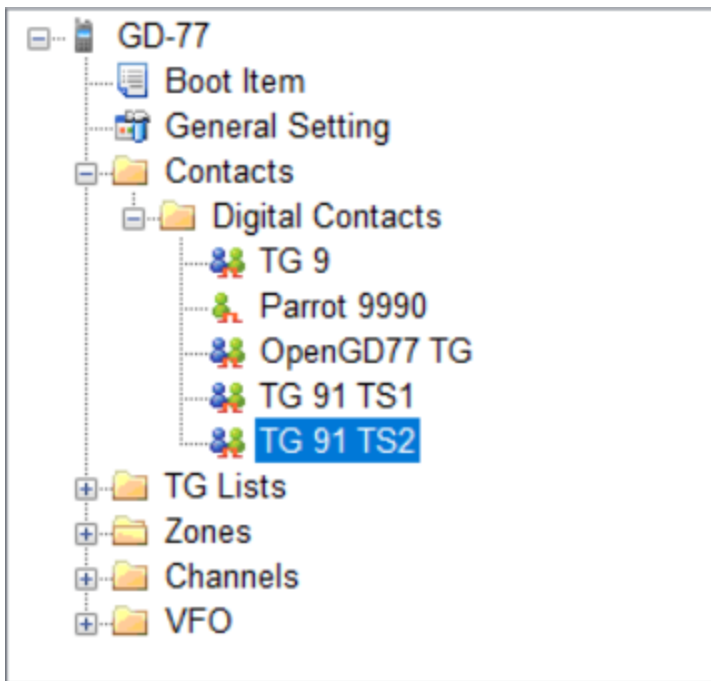 GD-77
Boot Item
General Setting
Contacts
Digital Contacts
TG 9
Parrot 9990
OpenGD77 TG
TG 91 TS1
TG 91 TS2
TG Lists
Zones
Channels
VFO